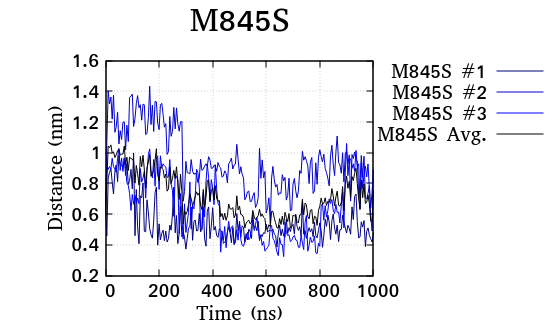 M845S
1.6
1.4
1.2
1
0.8
0.6
0.4
0.2
0 200 400 600 800 1000
Distance (nm)
Time (ns)
M845S #1
M845S #2
M845S #3
M845S Avg.